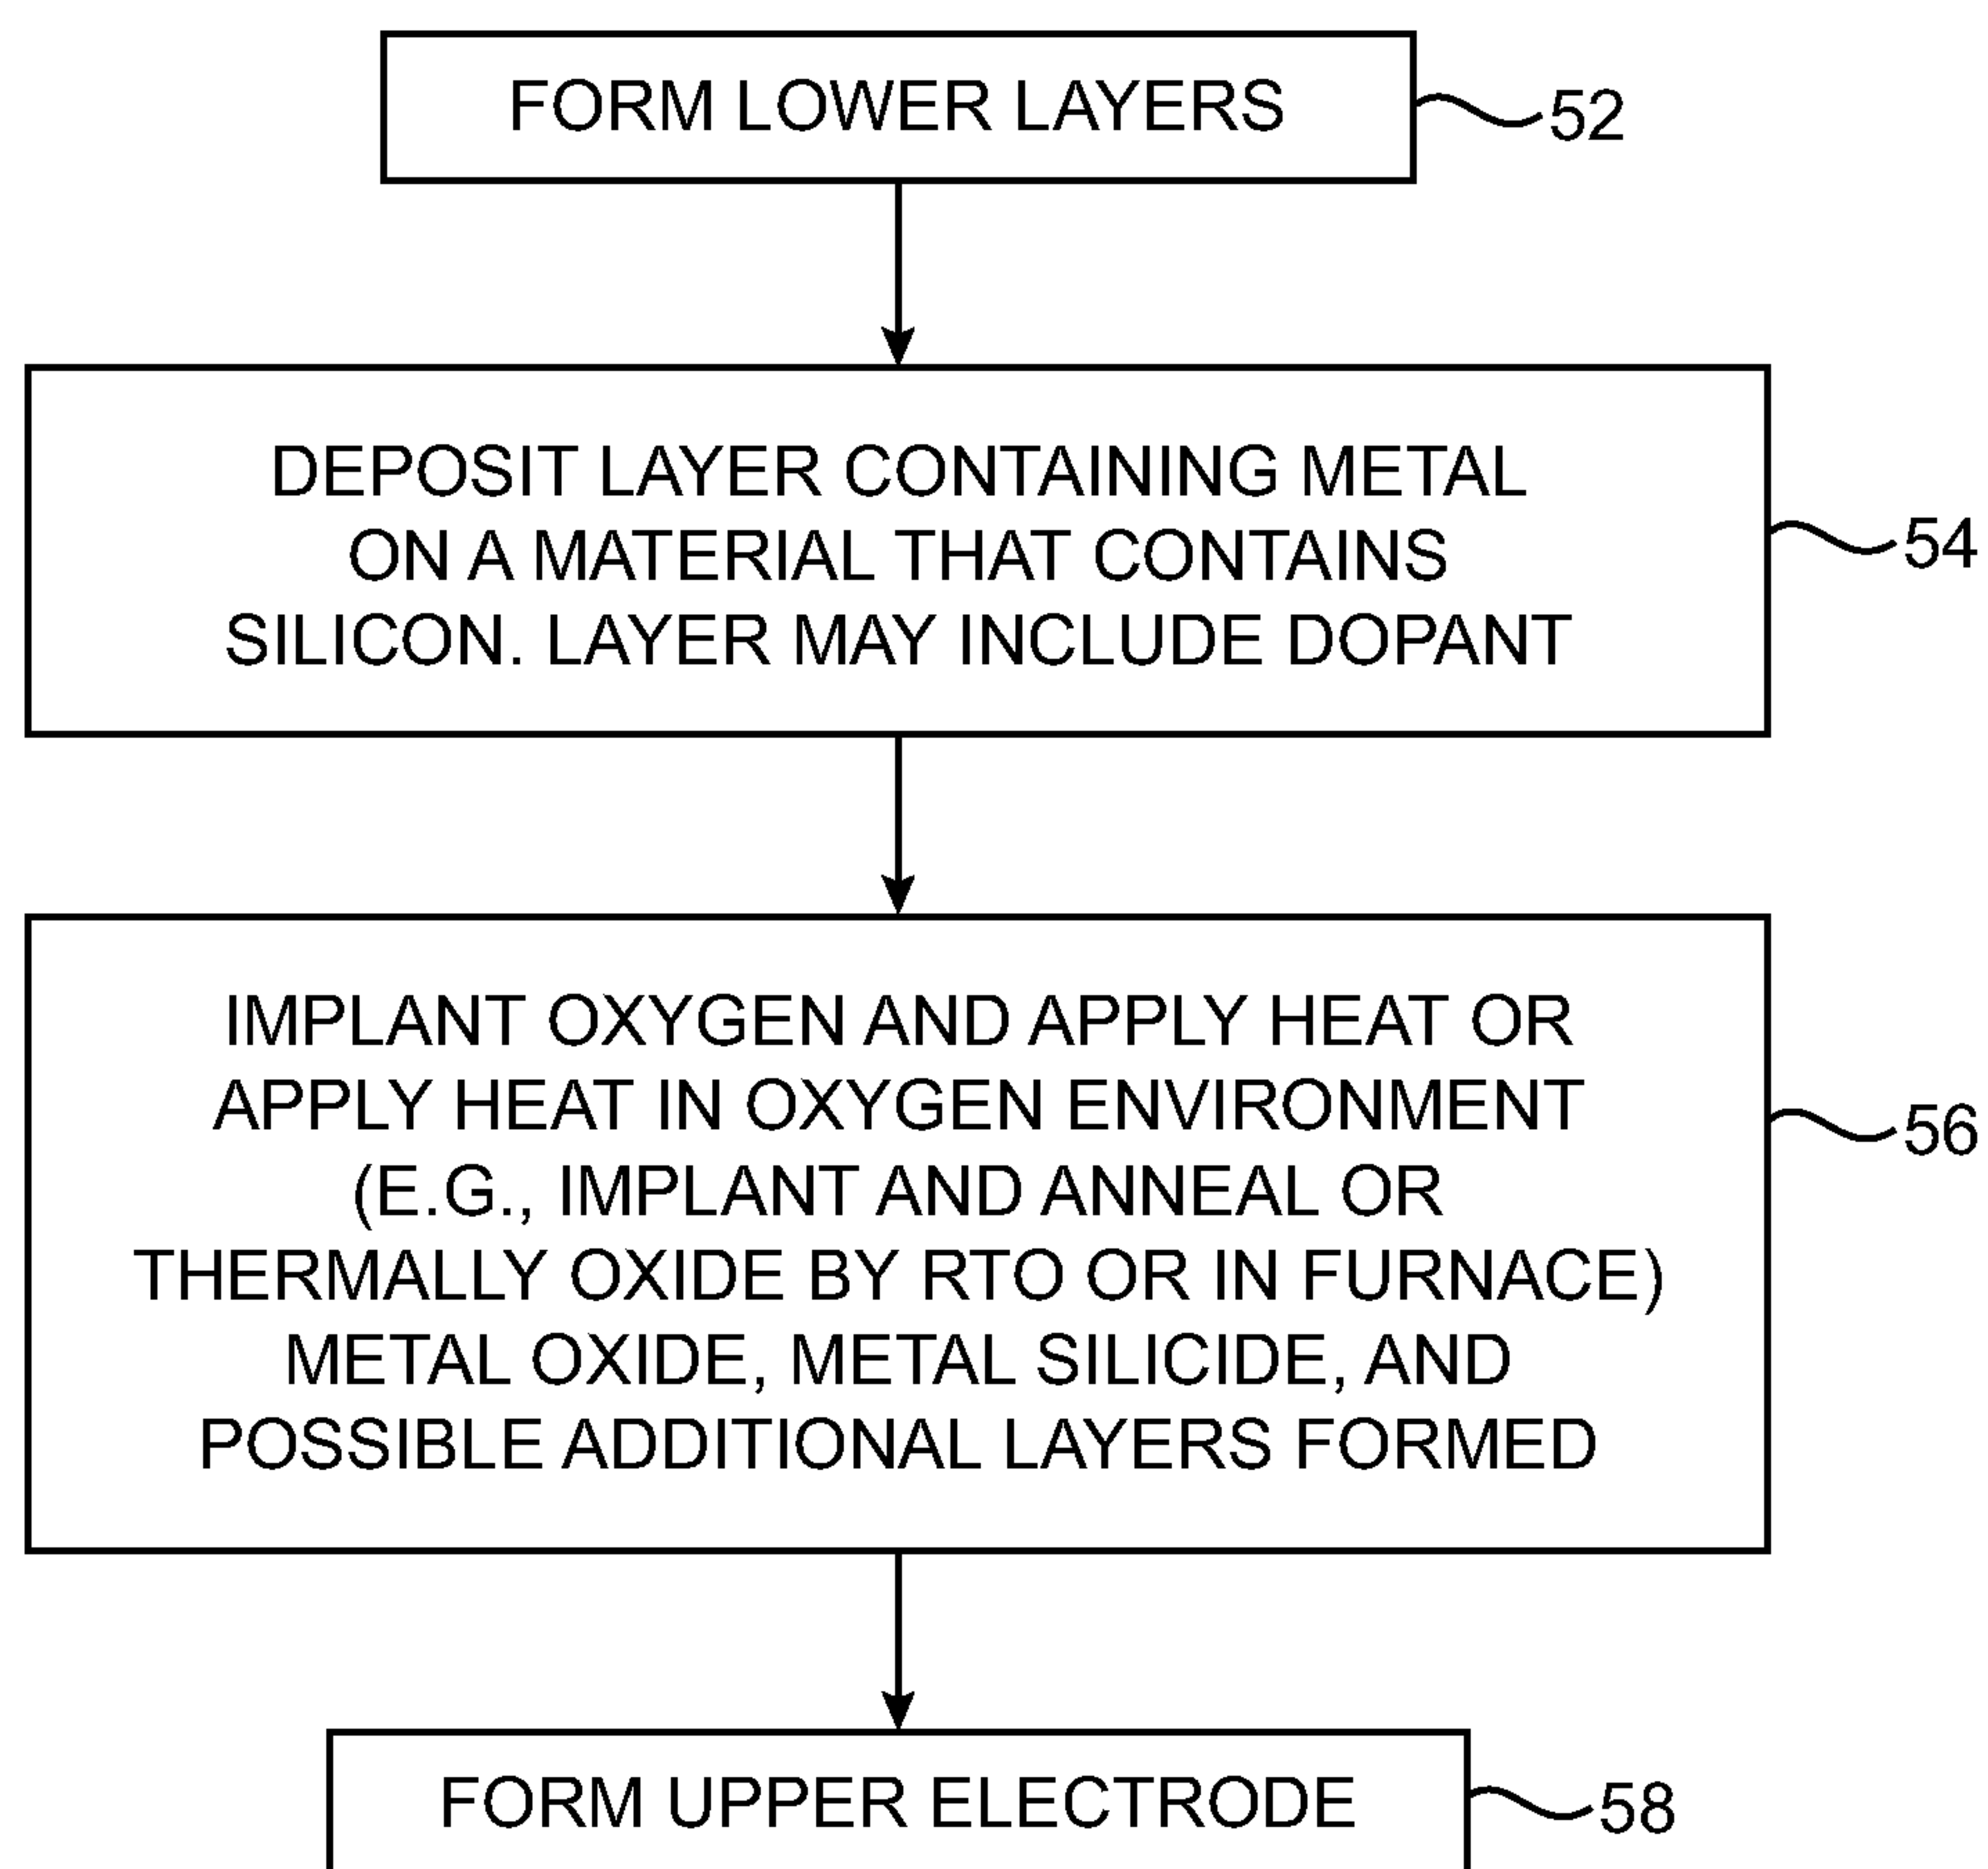 FORM LOWER LAYERS
52
DEPOSIT LAYER CONTAINING METAL
ON A MATERIAL THAT CONTAINS
SILICON. LAYER MAY INCLUDE DOPANT
54
IMPLANT OXYGEN AND APPLY HEAT OR
APPLY HEAT IN OXYGEN ENVIRONMENT
(E.G., IMPLANT AND ANNEAL OR
THERMALLY OXIDE BY RTO OR IN FURNACE)
METAL OXIDE, METAL SILICIDE, AND
POSSIBLE ADDITIONAL LAYERS FORMED
56
FORM UPPER ELECTRODE
58